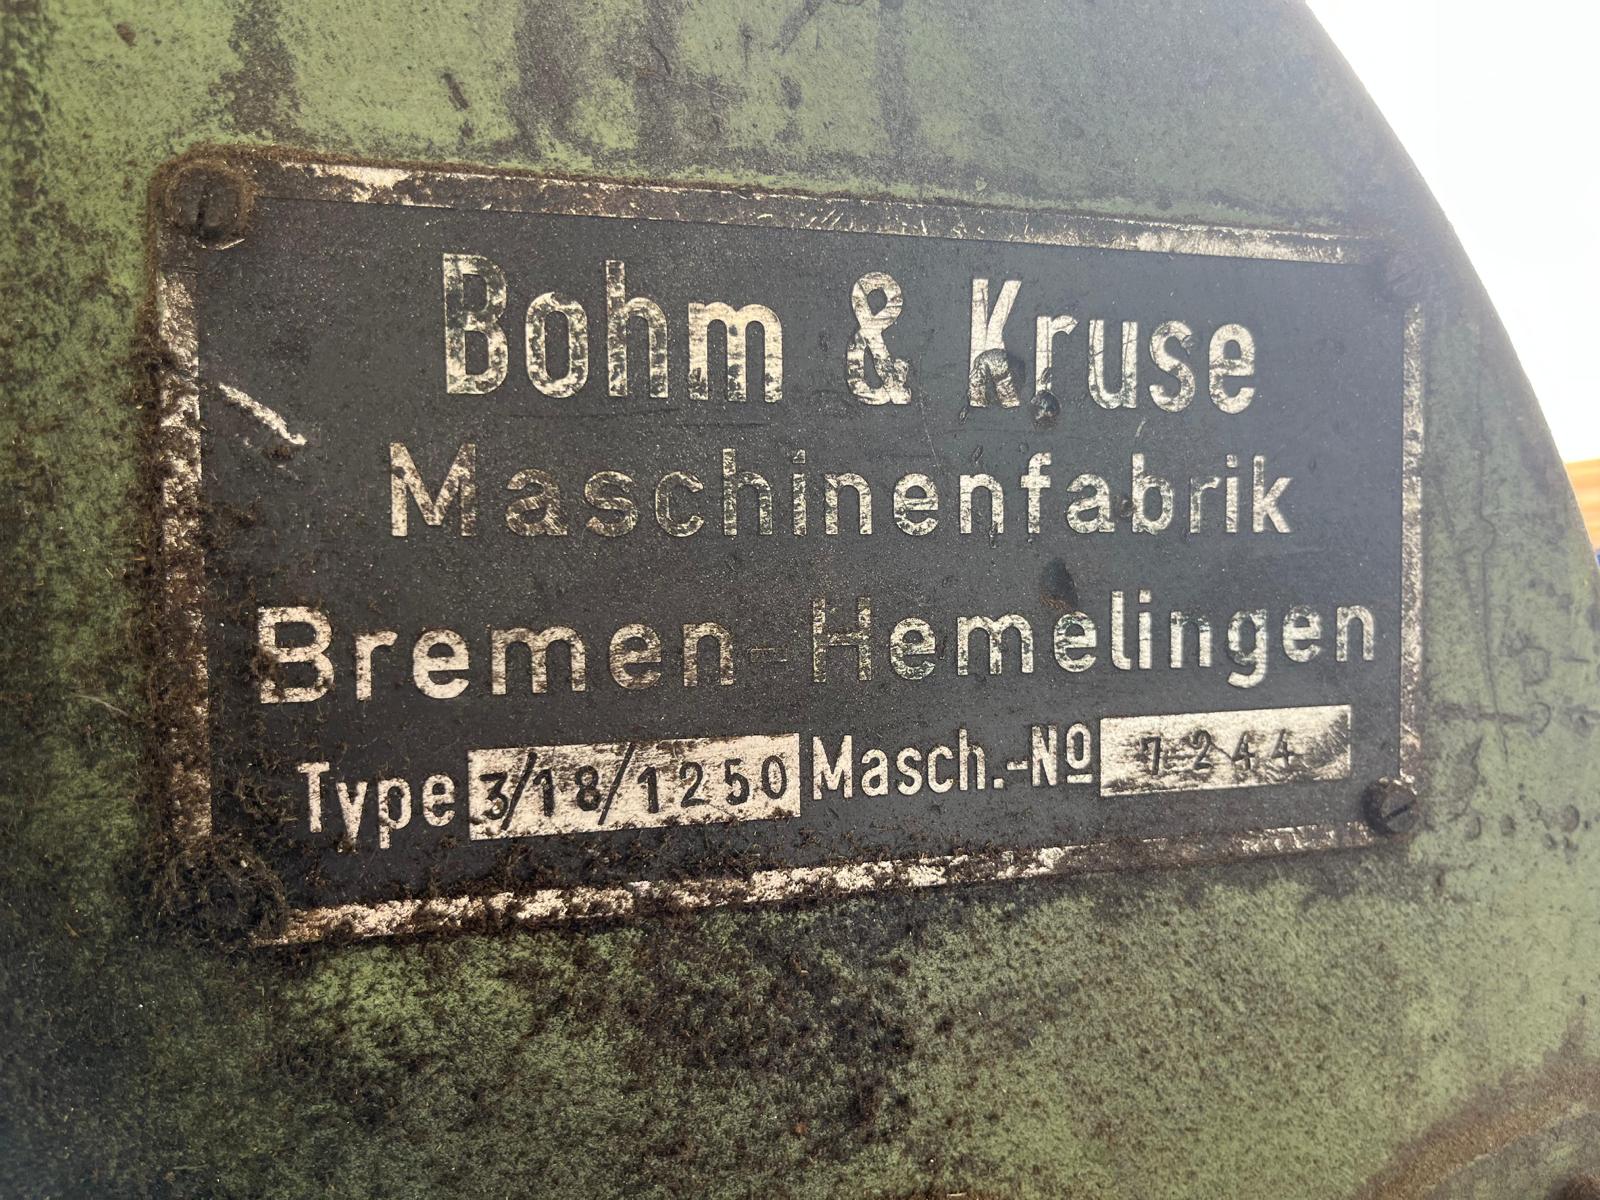 Bohm & Kruse
Maschinenfabrik
Bremen-Hemelingen
Type 3/18/1250 Masch.-Nº 7244